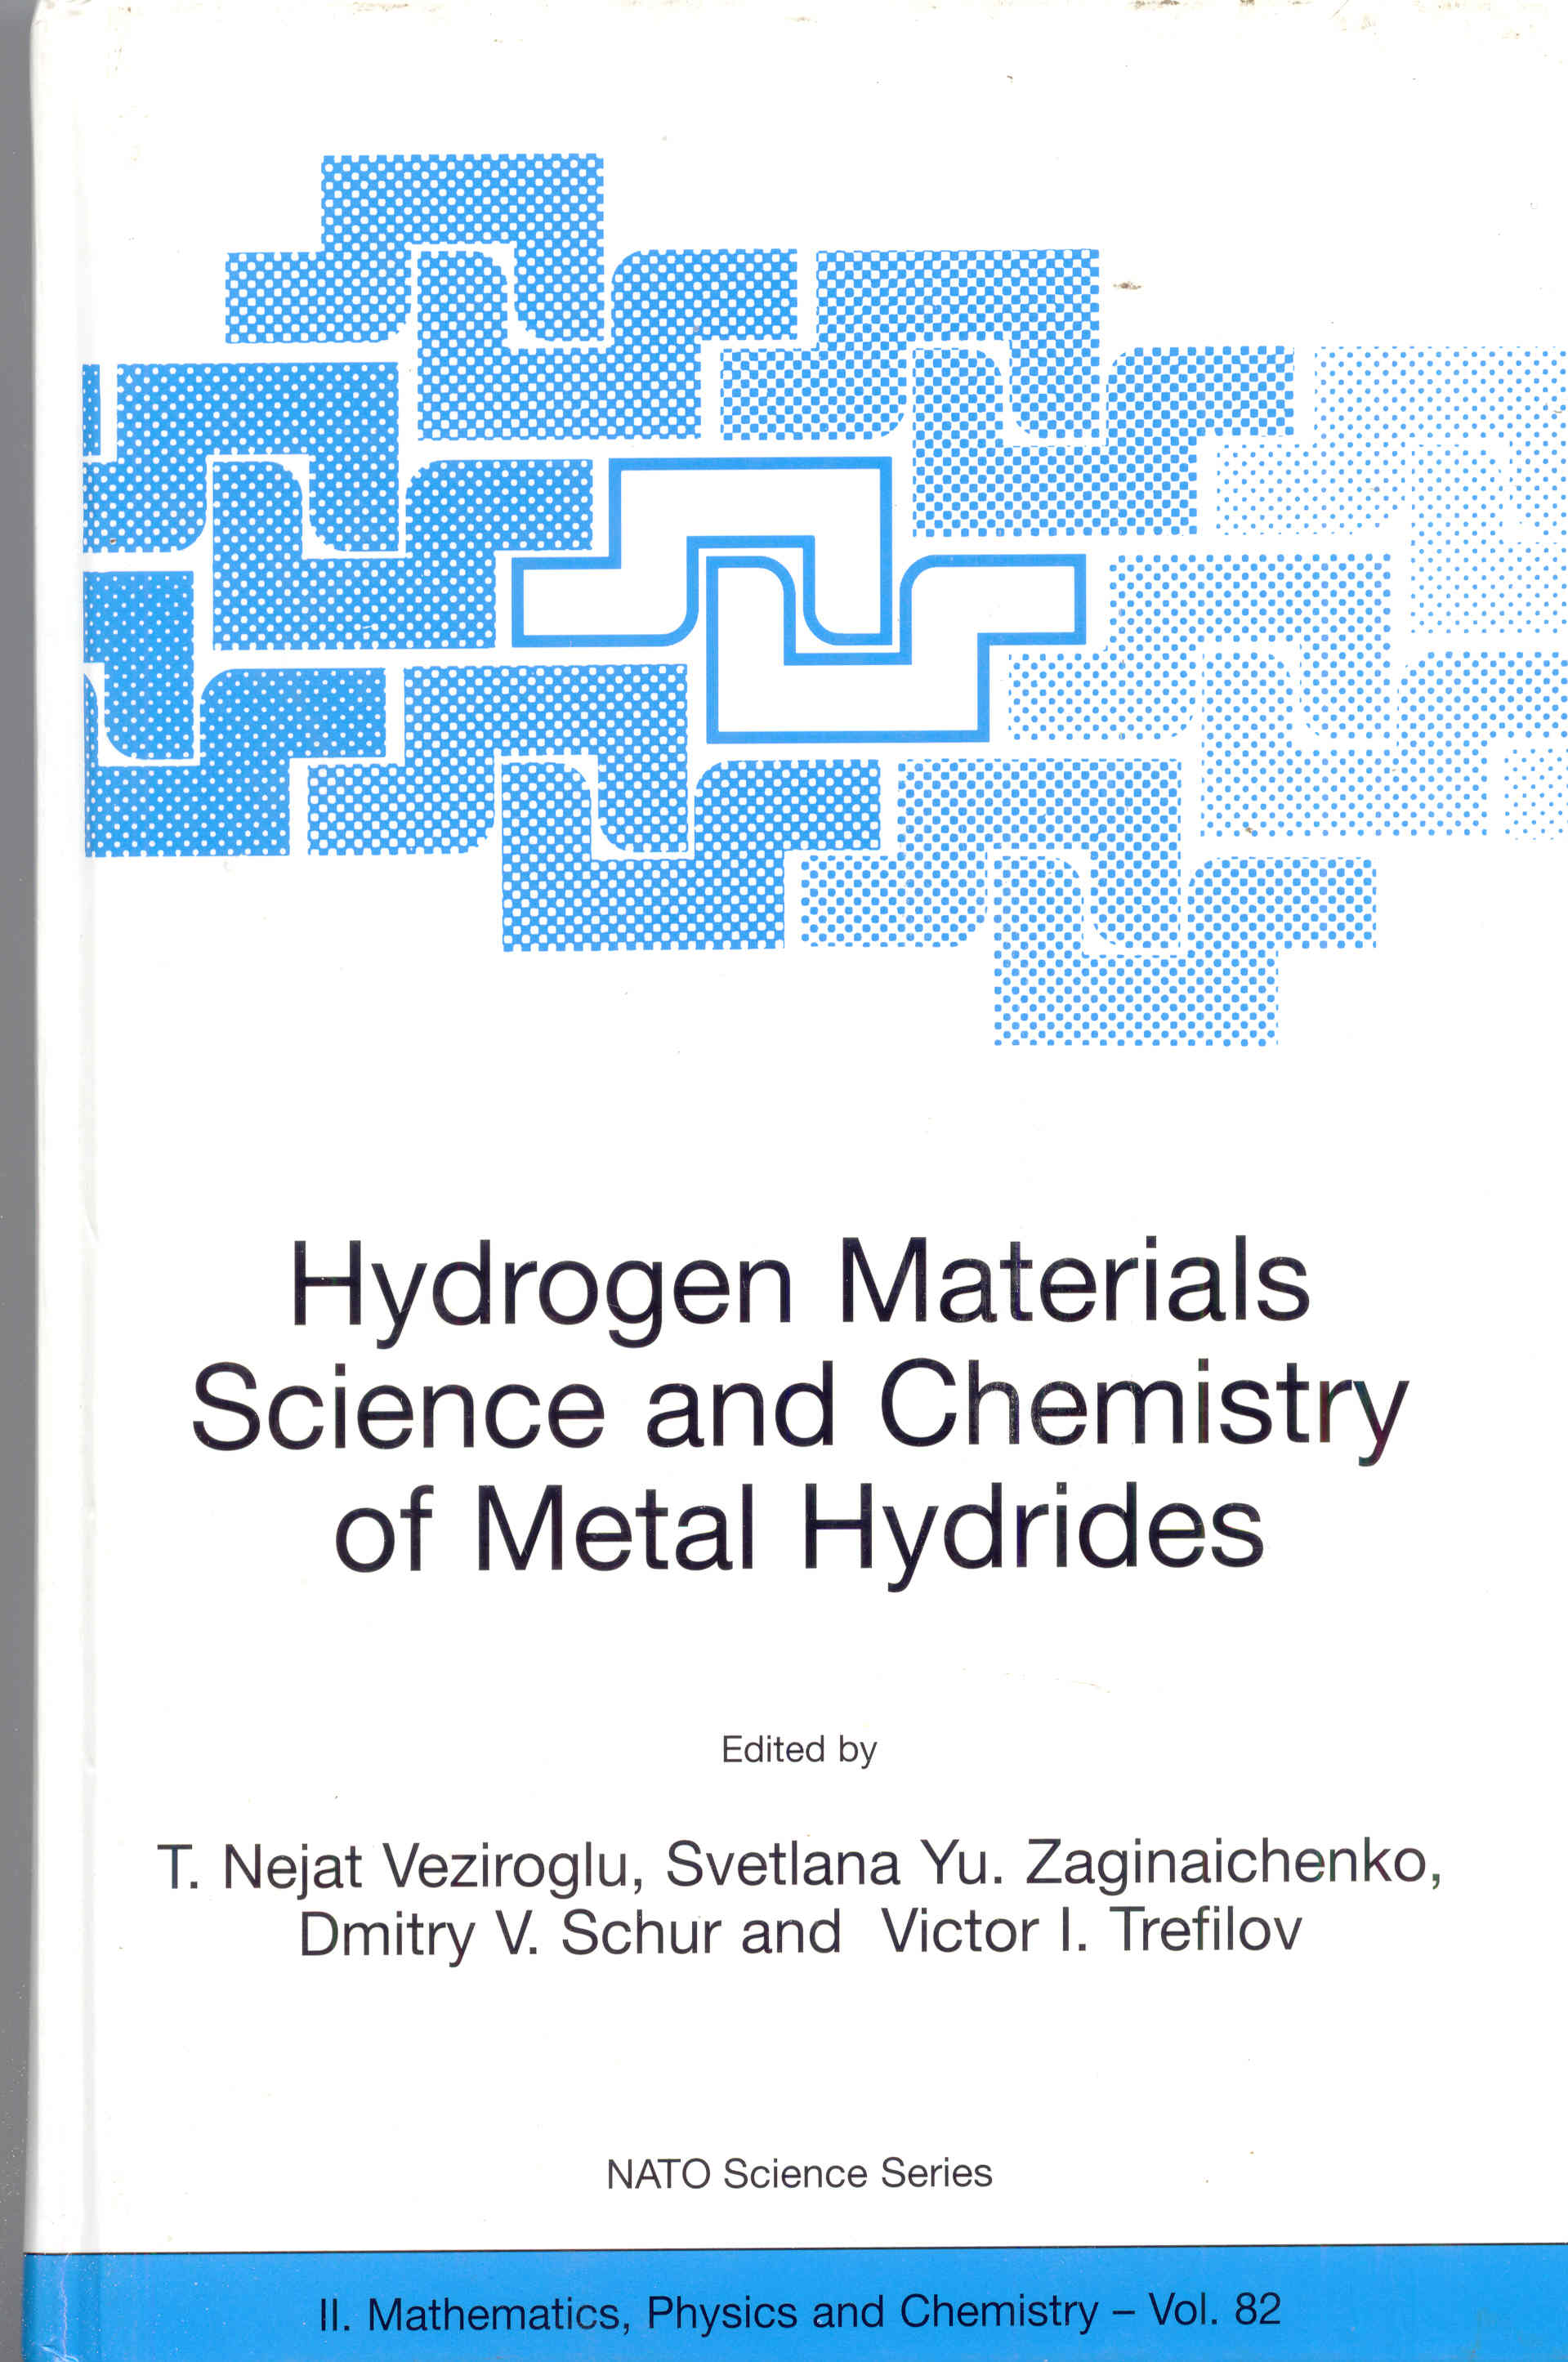 Hydrogen Materials
Science and Chemistry
of Metal Hydrides
Edited by
T. Nejat Veziroglu, Svetlana Yu. Zaginaichenko,
Dmitry V. Schur and Victor I. Trefilov
NATO Science Series
II. Mathematics, Physics and Chemistry – Vol. 82